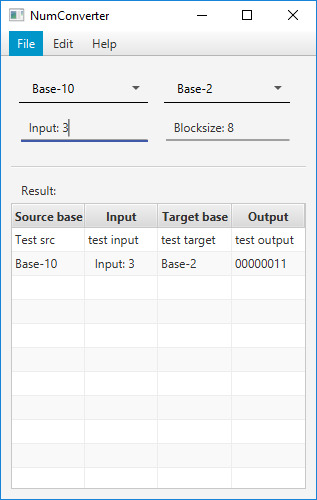 NumConverter
File Edit Help
Base-10 Base-2
Input: 3 Blocksize: 8
Result:
Source base Input Target base Output
Test src test input test target test output
Base-10 Input: 3 Base-2 00000011